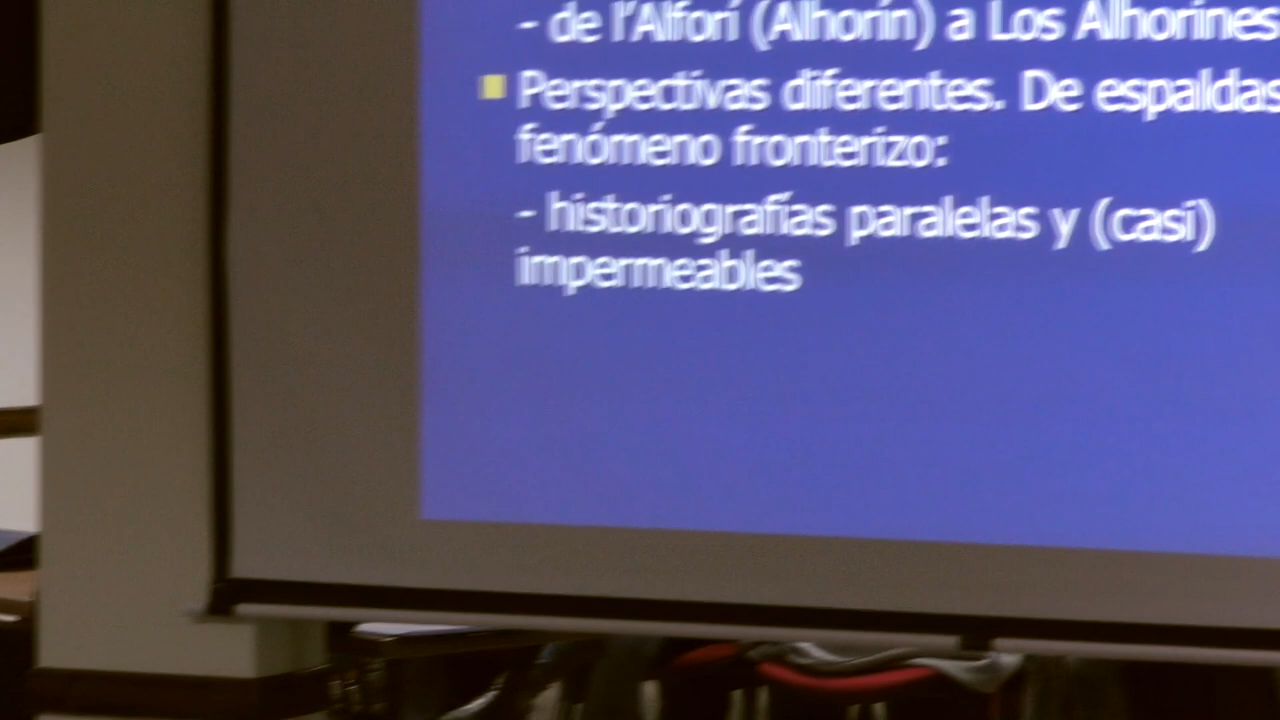 - de l'Alforí (Alhorín) a Los Alhorines
Perspectivas diferentes. De espaldas
fenómeno fronterizo:
- historiografías paralelas y (casi)
impermeables